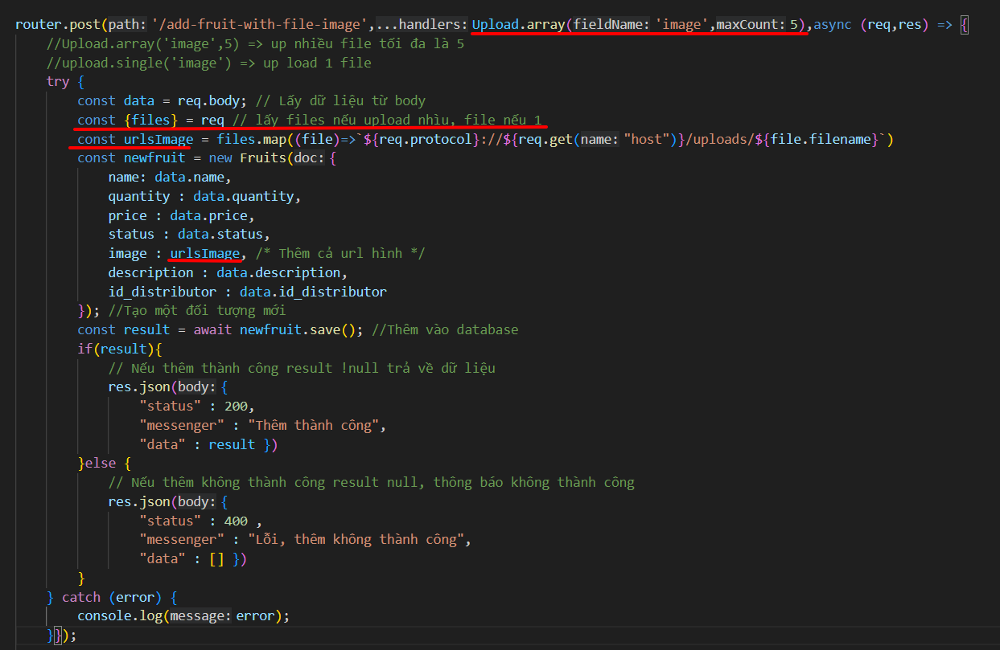 router.post(path: '/add-fruit-with-file-image',...handlers: Upload.array(fieldName: 'image',maxCount: 5),async (req,res) => {
//Upload.array('image',5) => up nhiều file tối đa là 5
//upload.single('image') => up load 1 file
try {
const data = req.body; // Lấy dữ liệu từ body
const {files} = req // lấy files nếu upload nhìu, file nếu 1
const urlsImage = files.map((file)=>`${req.protocol}://${req.get(name: "host")}/uploads/${file.filename}`)
const newfruit = new Fruits(doc: {
name: data.name,
quantity : data.quantity,
price : data.price,
status : data.status,
image : urlsImage, /* Thêm cả url hình */
description : data.description,
id_distributor : data.id_distributor
}); //Tạo một đối tượng mới
const result = await newfruit.save(); //Thêm vào database
if(result){
// Nếu thêm thành công result !null trả về dữ liệu
res.json(body: {
"status" : 200,
"messenger" : "Thêm thành công",
"data" : result })
}else {
// Nếu thêm không thành công result null, thông báo không thành công
res.json(body: {
"status" : 400 ,
"messenger" : "Lỗi, thêm không thành công",
"data" : [] })
}
} catch (error) {
console.log(message: error);
}});